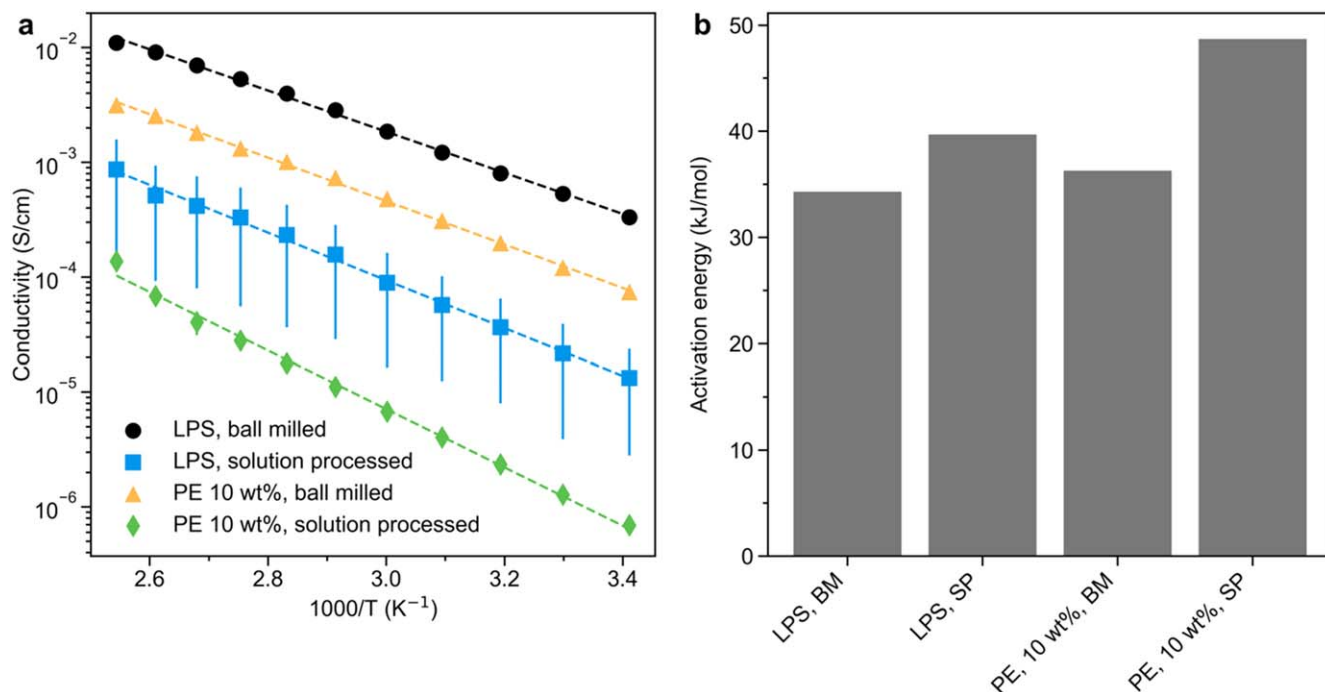 a
10⁻²
10⁻³
10⁻⁴
10⁻⁵
10⁻⁶
Conductivity (S/cm)
LPS, ball milled
LPS, solution processed
PE 10 wt%, ball milled
PE 10 wt%, solution processed
2.6 2.8 3.0 3.2 3.4
1000/T (K⁻¹)
b
50
40
30
20
10
0
Activation energy (kJ/mol)
LPS, BM
LPS, SP
PE, 10 wt%, BM
PE, 10 wt%, SP